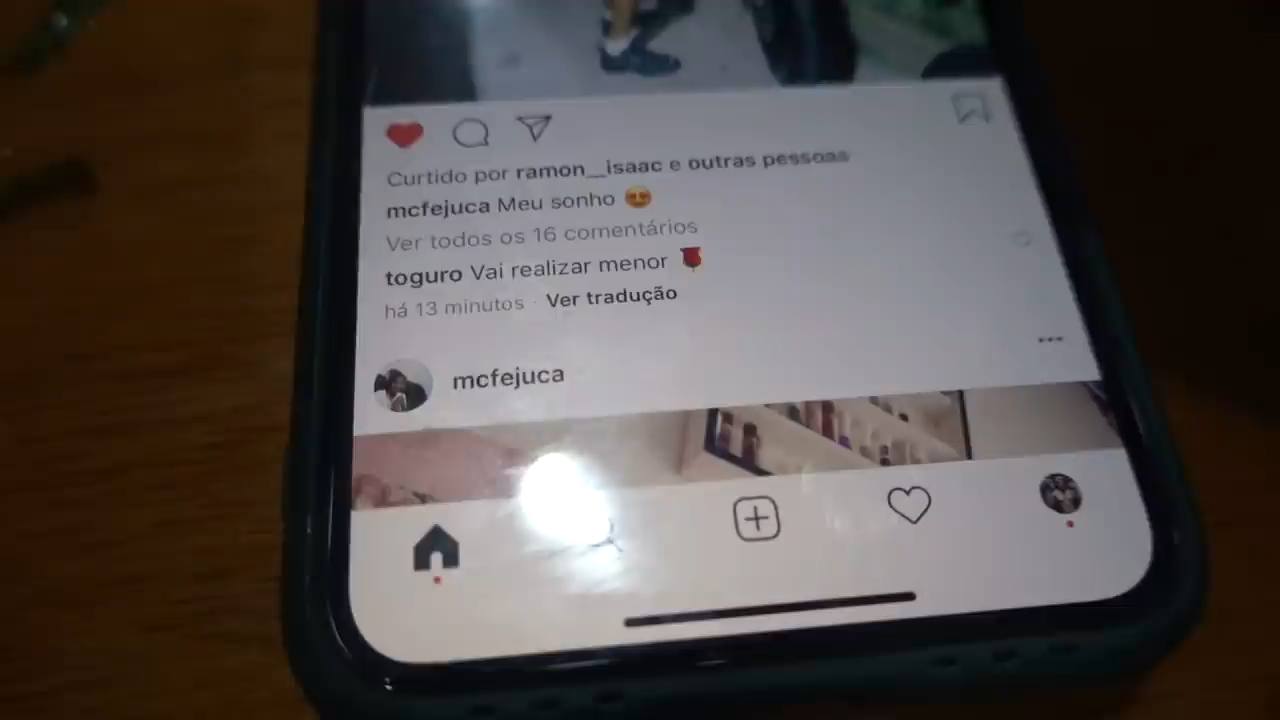 Curtido por ramon__isaac e outras pessoas
mcfejuca Meu sonho 😍
Ver todos os 16 comentários
toguro Vai realizar menor 🌹
há 13 minutos · Ver tradução
mcfejuca